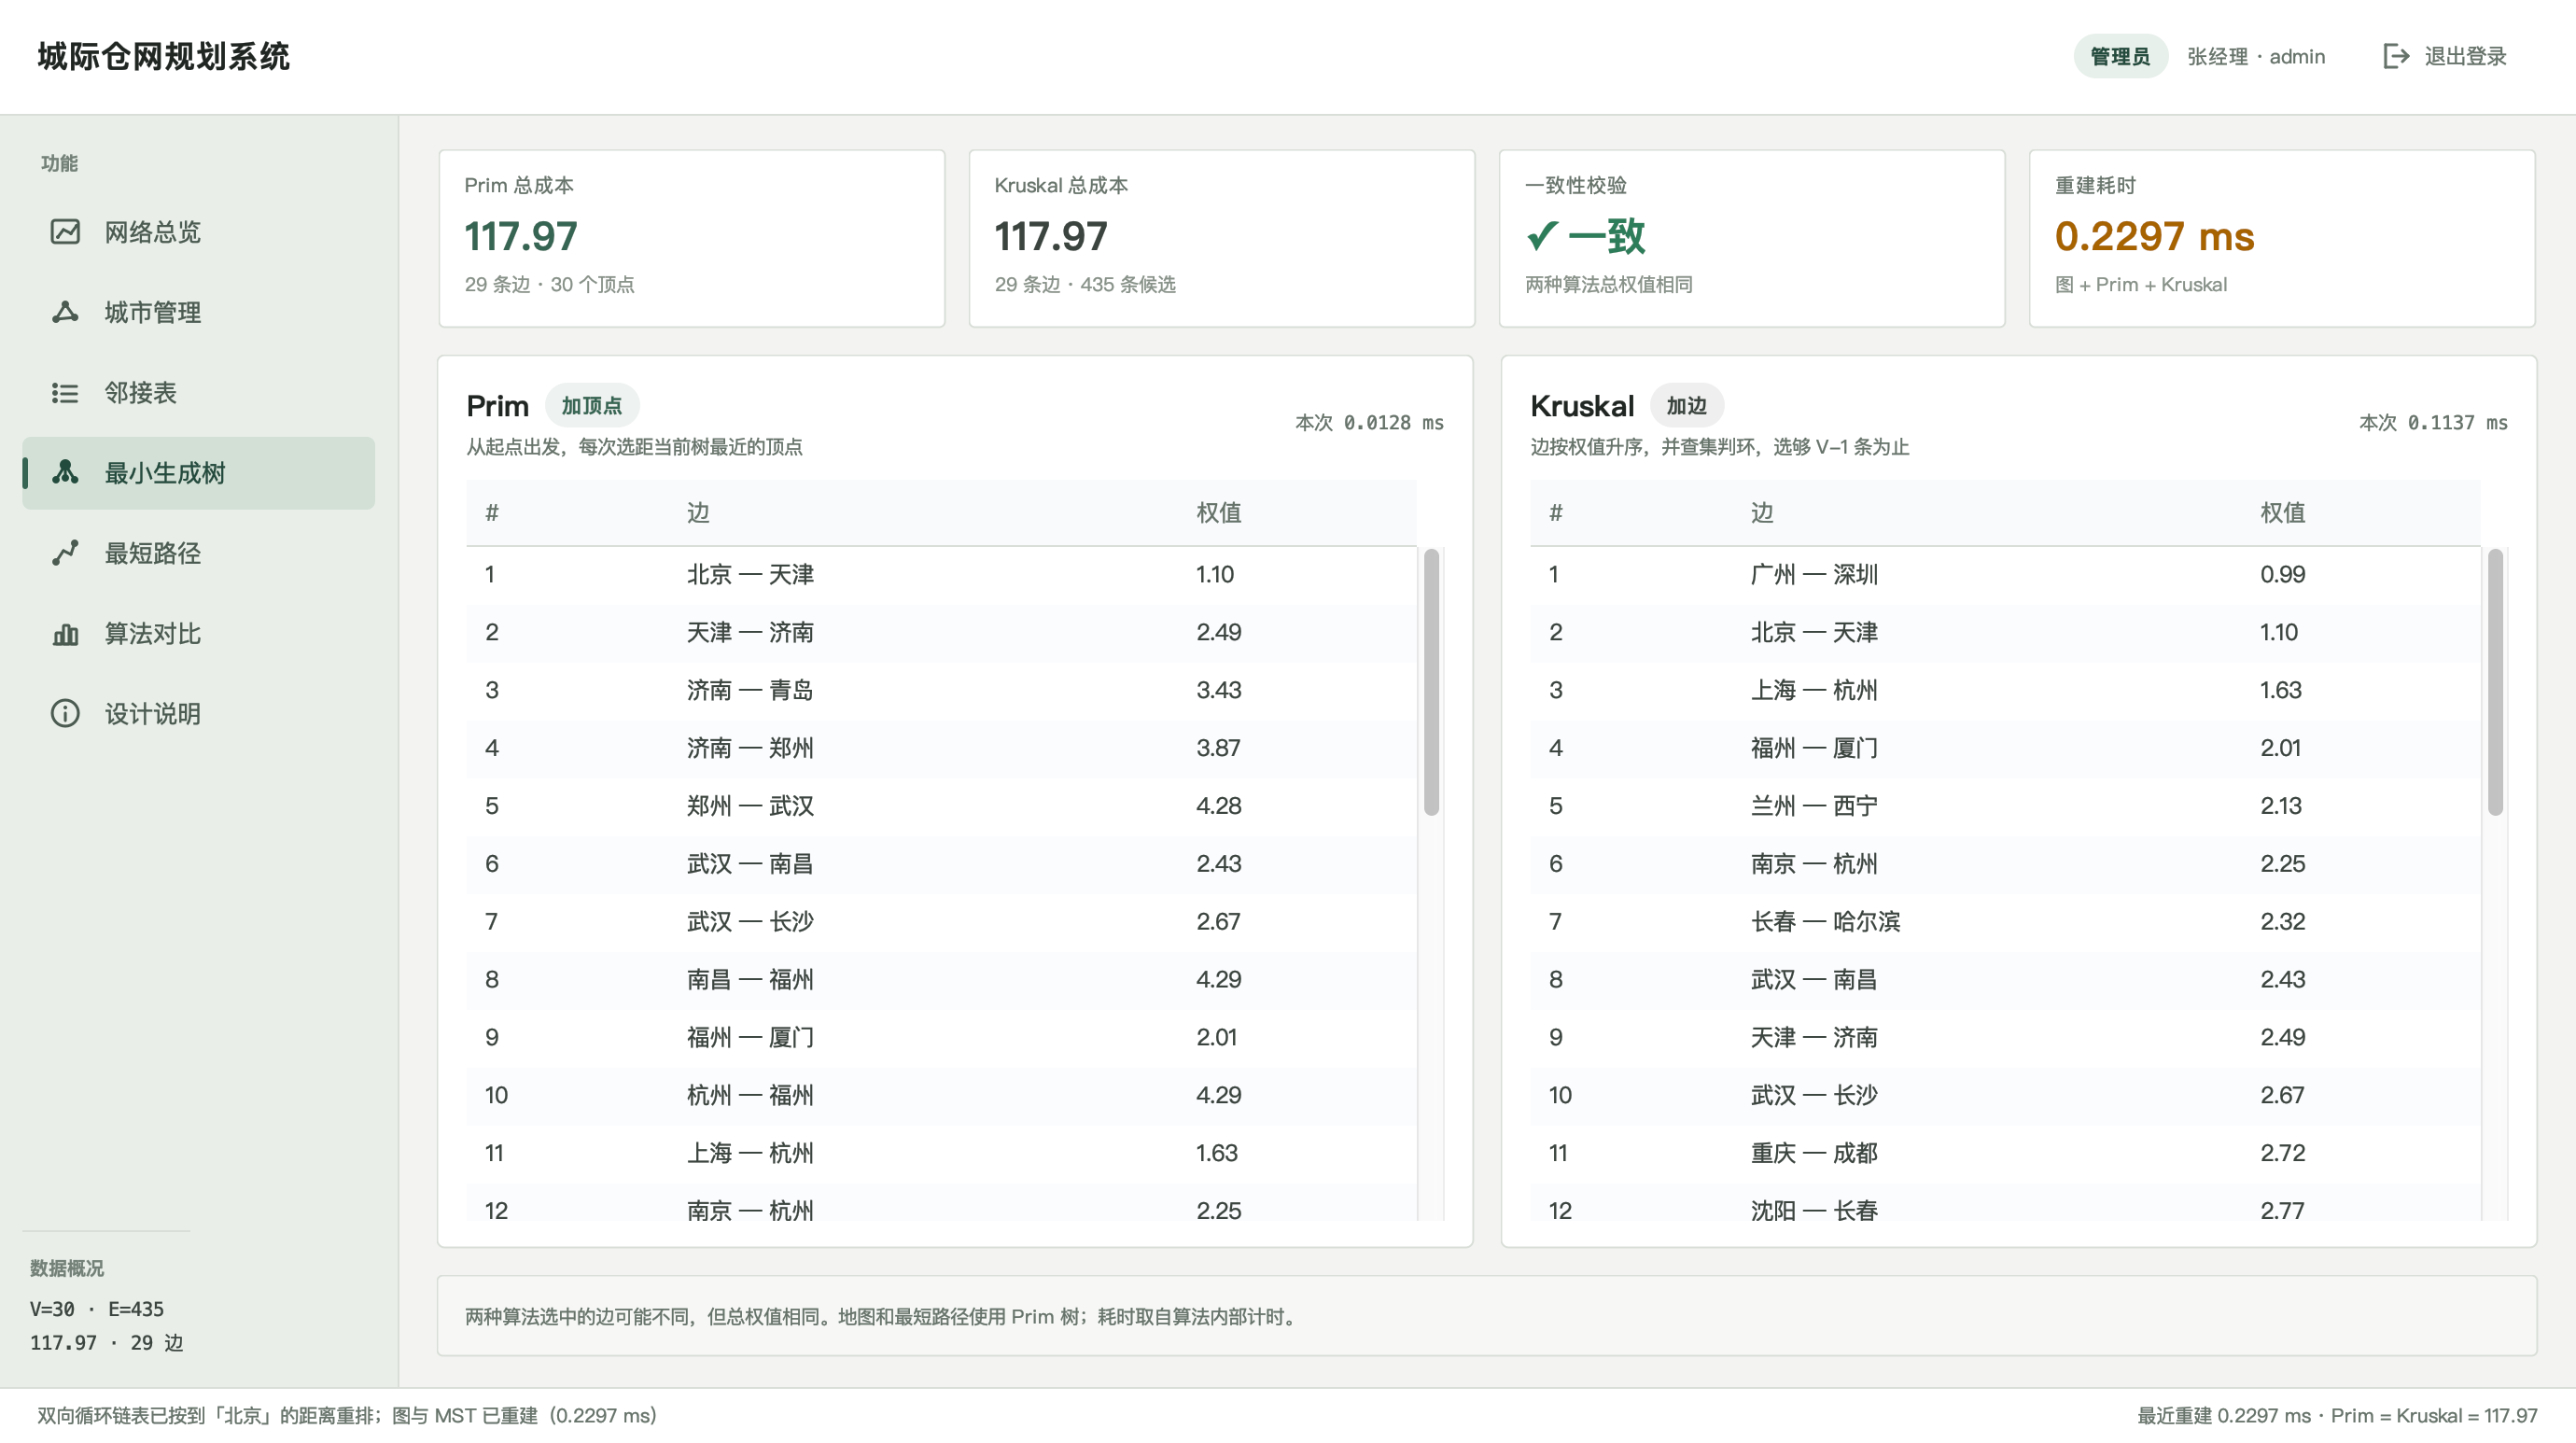 城际仓网规划系统
管理员 张经理 · admin 退出登录
功能
网络总览
城市管理
邻接表
最小生成树
最短路径
算法对比
设计说明
数据概况
V=30 · E=435
117.97 · 29 边
Prim 总成本
117.97
29 条边 · 30 个顶点
Kruskal 总成本
117.97
29 条边 · 435 条候选
一致性校验
✓ 一致
两种算法总权值相同
重建耗时
0.2297 ms
图 + Prim + Kruskal
Prim 加顶点
从起点出发，每次选距当前树最近的顶点
本次 0.0128 ms
# 边 权值
1 北京 — 天津 1.10
2 天津 — 济南 2.49
3 济南 — 青岛 3.43
4 济南 — 郑州 3.87
5 郑州 — 武汉 4.28
6 武汉 — 南昌 2.43
7 武汉 — 长沙 2.67
8 南昌 — 福州 4.29
9 福州 — 厦门 2.01
10 杭州 — 福州 4.29
11 上海 — 杭州 1.63
12 南京 — 杭州 2.25
Kruskal 加边
边按权值升序，并查集判环，选够 V−1 条为止
本次 0.1137 ms
# 边 权值
1 广州 — 深圳 0.99
2 北京 — 天津 1.10
3 上海 — 杭州 1.63
4 福州 — 厦门 2.01
5 兰州 — 西宁 2.13
6 南京 — 杭州 2.25
7 长春 — 哈尔滨 2.32
8 武汉 — 南昌 2.43
9 天津 — 济南 2.49
10 武汉 — 长沙 2.67
11 重庆 — 成都 2.72
12 沈阳 — 长春 2.77
两种算法选中的边可能不同，但总权值相同。地图和最短路径使用 Prim 树；耗时取自算法内部计时。
双向循环链表已按到「北京」的距离重排；图与 MST 已重建（0.2297 ms）
最近重建 0.2297 ms · Prim = Kruskal = 117.97